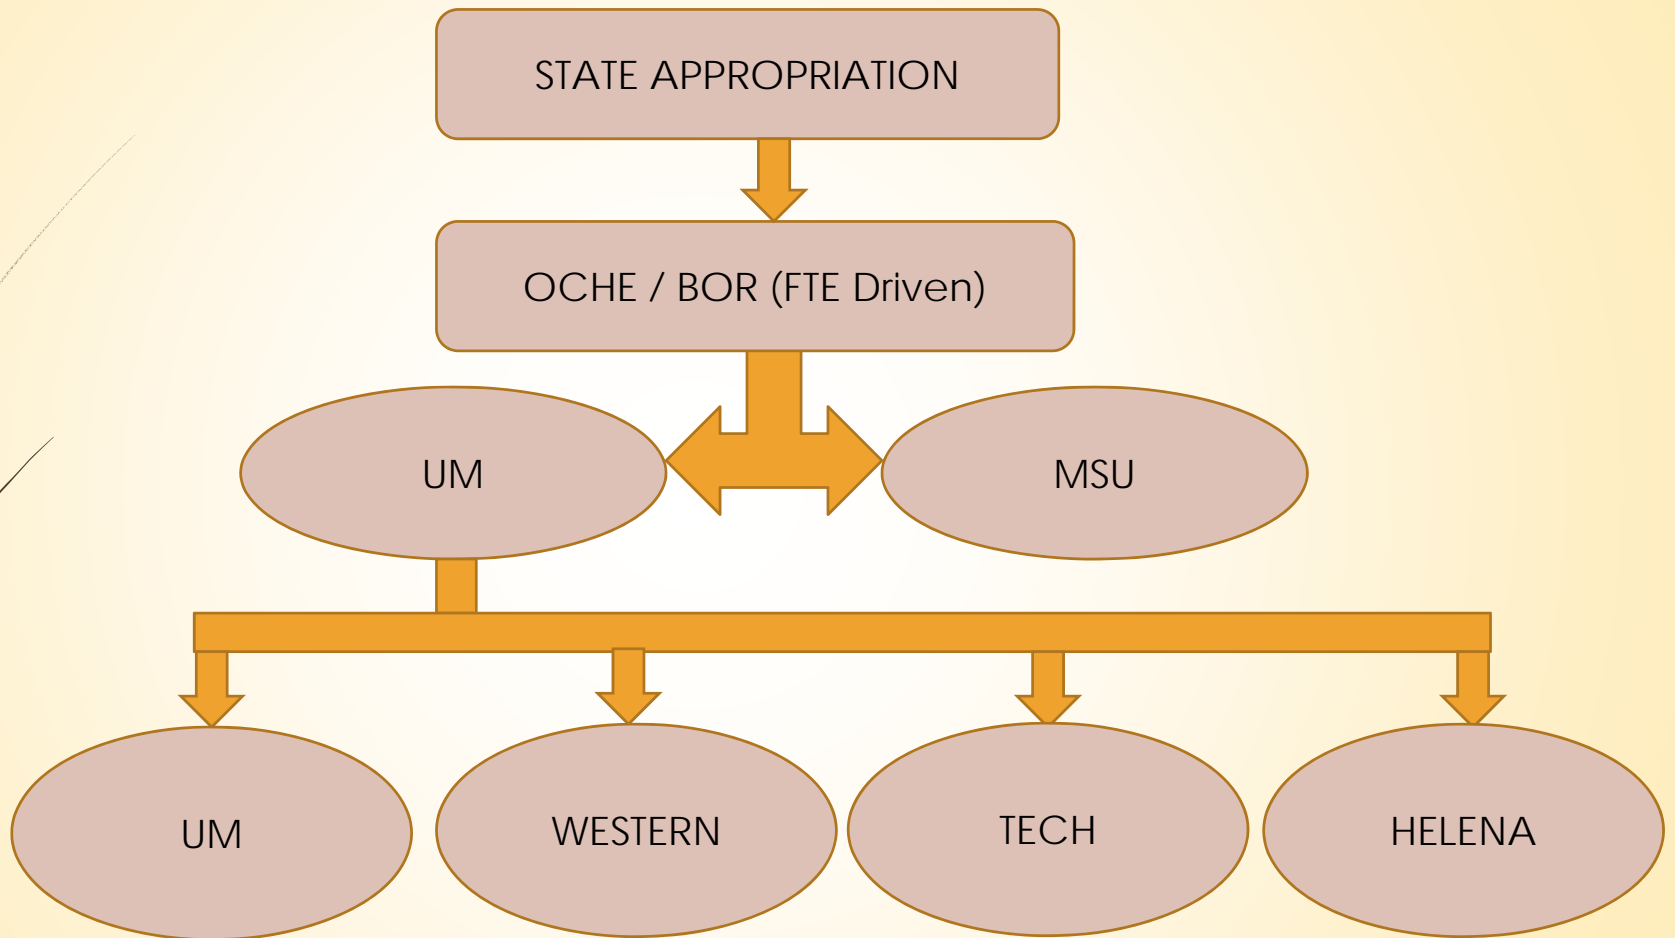 STATE APPROPRIATION
OCHE / BOR (FTE Driven)
UM
MSU
UM
WESTERN
TECH
HELENA